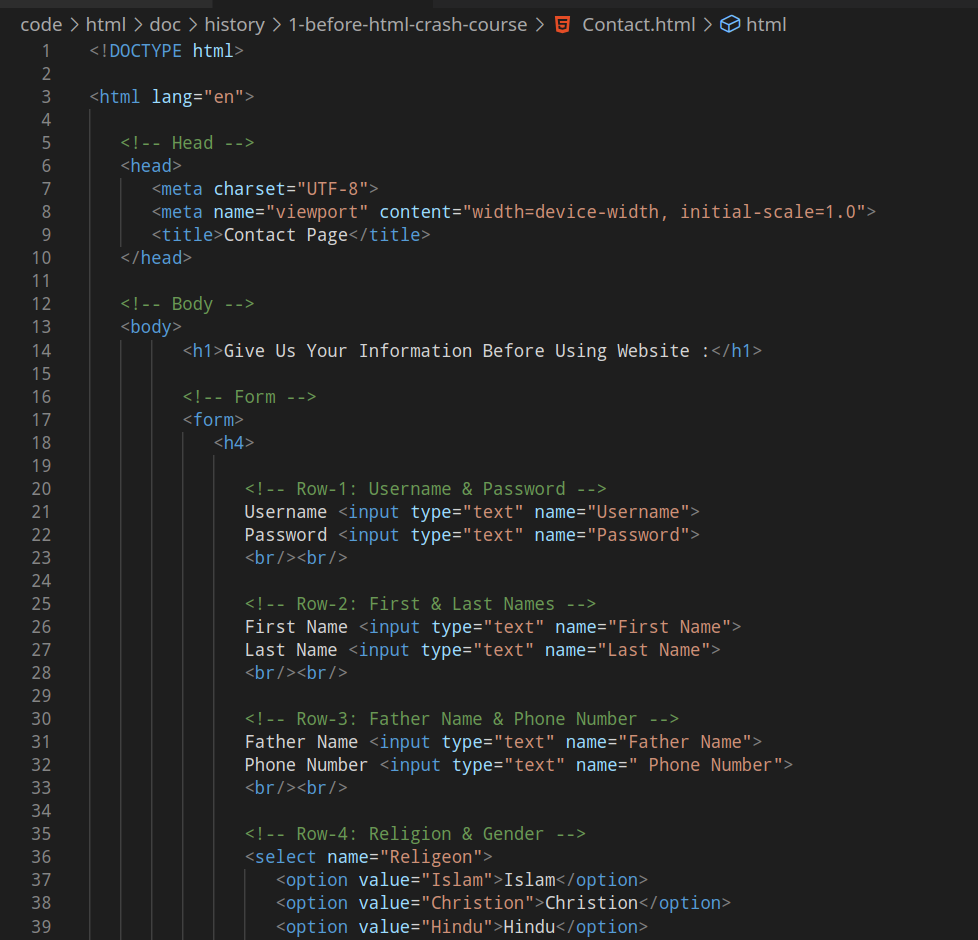 code > html > doc > history > 1-before-html-crash-course > Contact.html > html
1 <!DOCTYPE html>
2
3 <html lang="en">
4
5 <!-- Head -->
6 <head>
7 <meta charset="UTF-8">
8 <meta name="viewport" content="width=device-width, initial-scale=1.0">
9 <title>Contact Page</title>
10 </head>
11
12 <!-- Body -->
13 <body>
14 <h1>Give Us Your Information Before Using Website :</h1>
15
16 <!-- Form -->
17 <form>
18 <h4>
19
20 <!-- Row-1: Username & Password -->
21 Username <input type="text" name="Username">
22 Password <input type="text" name="Password">
23 <br/><br/>
24
25 <!-- Row-2: First & Last Names -->
26 First Name <input type="text" name="First Name">
27 Last Name <input type="text" name="Last Name">
28 <br/><br/>
29
30 <!-- Row-3: Father Name & Phone Number -->
31 Father Name <input type="text" name="Father Name">
32 Phone Number <input type="text" name=" Phone Number">
33 <br/><br/>
34
35 <!-- Row-4: Religion & Gender -->
36 <select name="Religeon">
37 <option value="Islam">Islam</option>
38 <option value="Christion">Christion</option>
39 <option value="Hindu">Hindu</option>